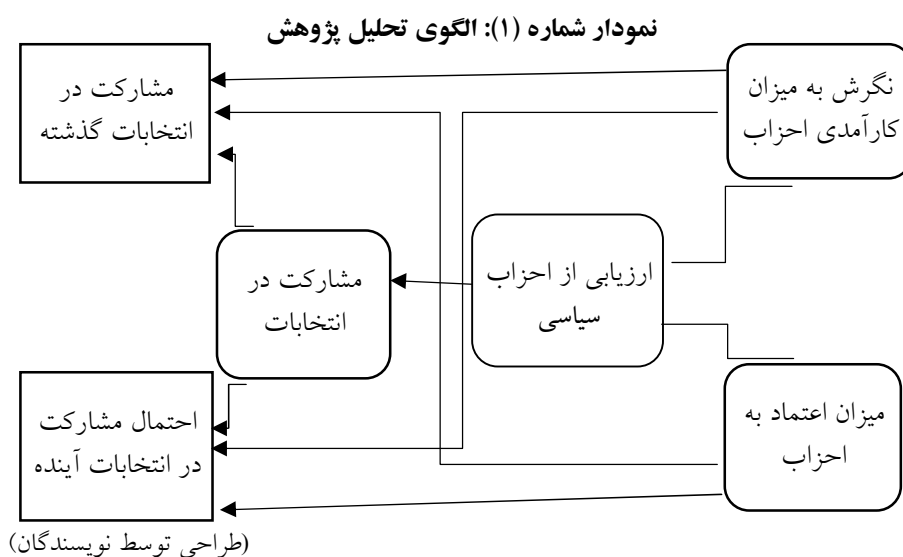 نمودار شماره (۱): الگوی تحلیل پژوهش
نگرش به میزان
کارآمدی احزاب
مشارکت در
انتخابات گذشته
ارزیابی از احزاب
سیاسی
مشارکت در
انتخابات
میزان اعتماد به
احزاب
احتمال مشارکت
در انتخابات آینده
(طراحی توسط نویسندگان)